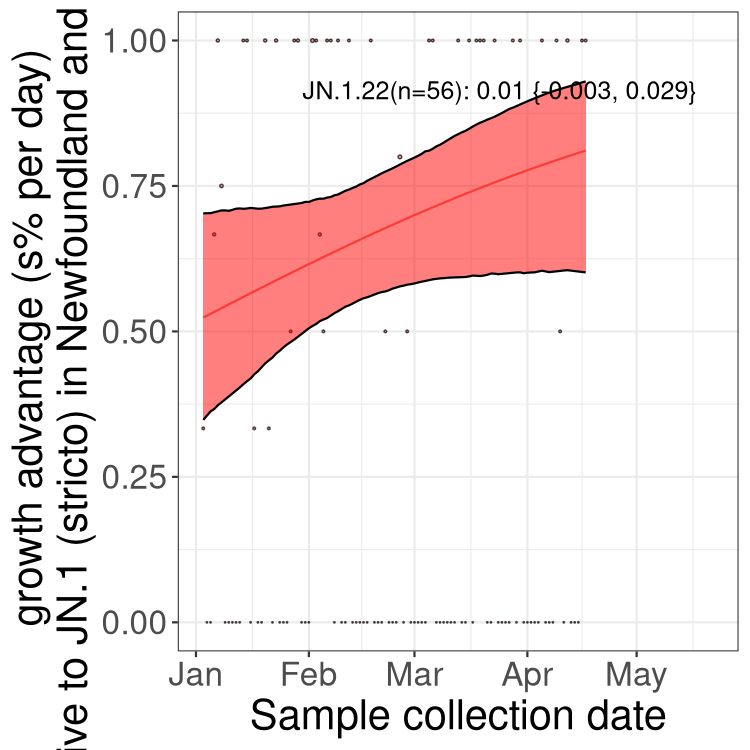 growth advantage (s% per day)
ive to JN.1 (stricto) in Newfoundland and
1.00
0.75
0.50
0.25
0.00
JN.1.22(n=56): 0.01 {-0.003, 0.029}
Jan Feb Mar Apr May
Sample collection date